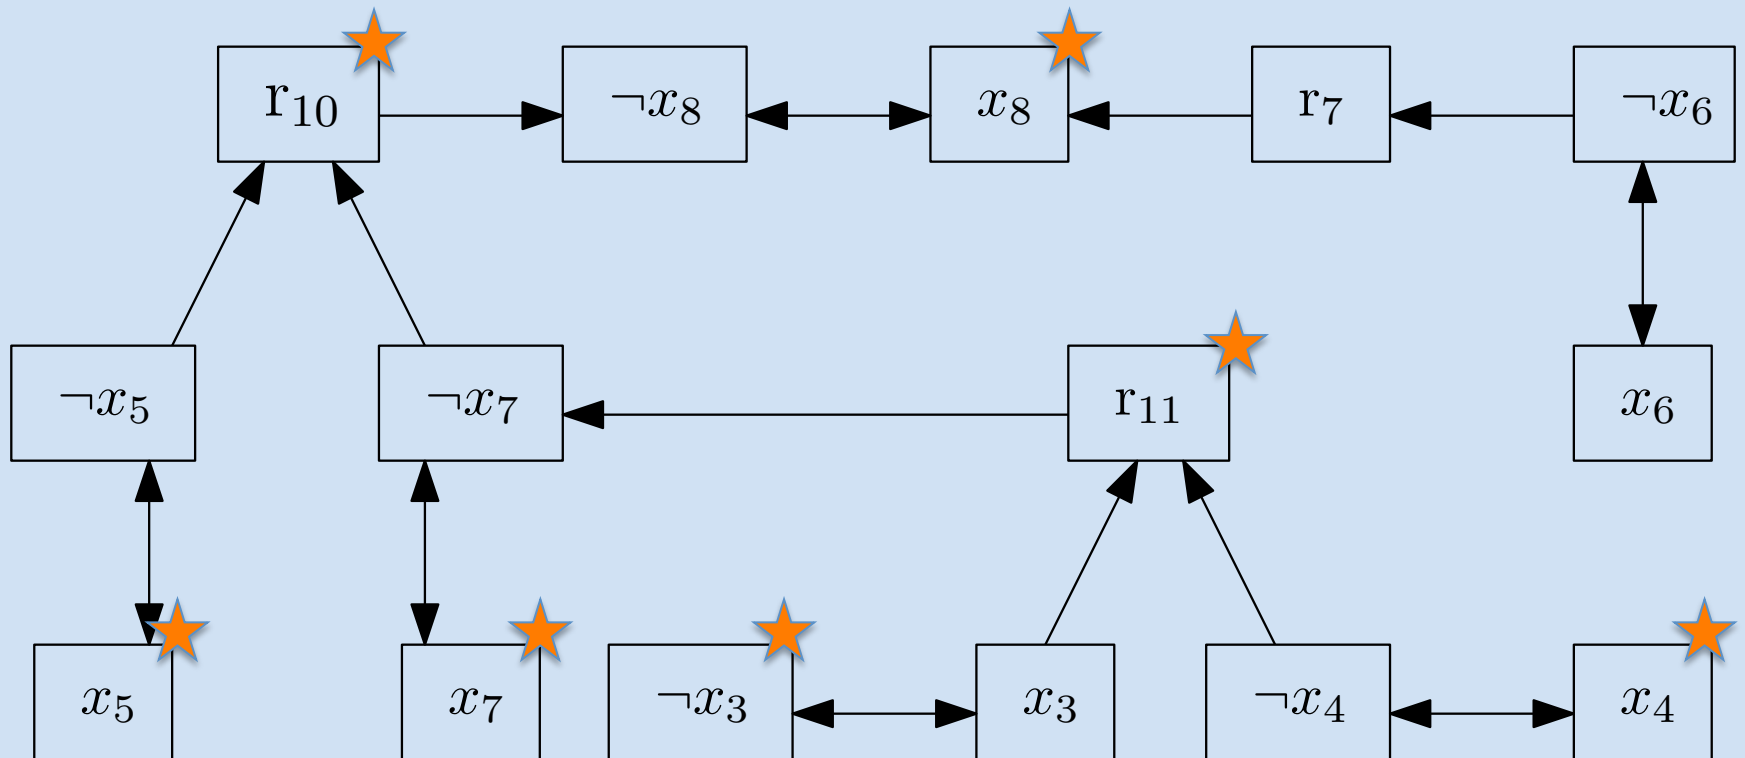 r₁₀ ¬x₈ x₈ r₇ ¬x₆
¬x₅ ¬x₇ r₁₁ x₆
x₅ x₇ ¬x₃ x₃ ¬x₄ x₄